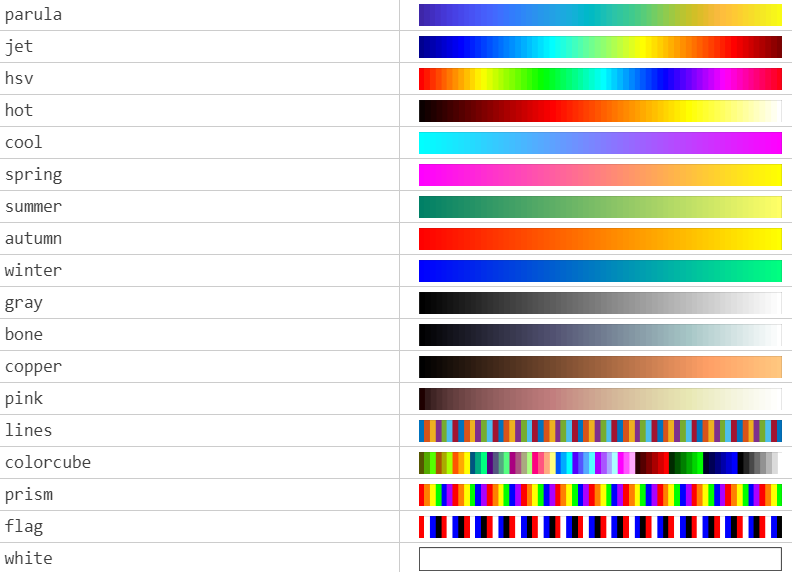 parula
jet
hsv
hot
cool
spring
summer
autumn
winter
gray
bone
copper
pink
lines
colorcube
prism
flag
white